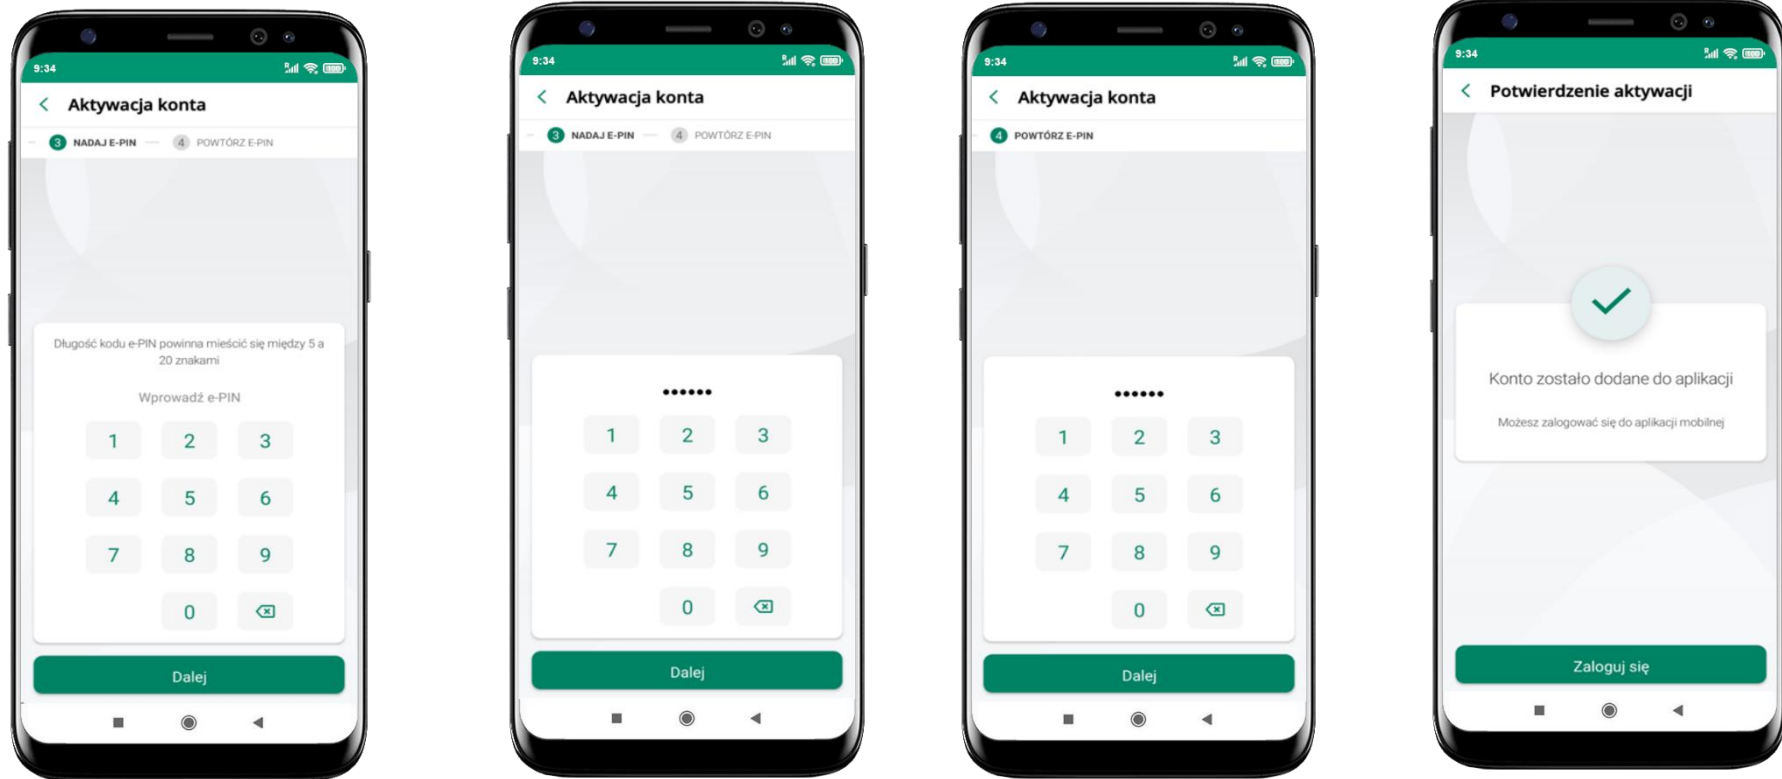 9:34
Aktywacja konta
3 NADAJ E-PIN 4 POWTÓRZ E-PIN
Długość kodu e-PIN powinna mieścić się między 5 a
20 znakami
Wprowadź e-PIN
1 2 3
4 5 6
7 8 9
0
Dalej
9:34
Aktywacja konta
3 NADAJ E-PIN 4 POWTÓRZ E-PIN
••••••
1 2 3
4 5 6
7 8 9
0
Dalej
9:34
Aktywacja konta
4 POWTÓRZ E-PIN
••••••
1 2 3
4 5 6
7 8 9
0
Dalej
9:34
Potwierdzenie aktywacji
Konto zostało dodane do aplikacji
Możesz zalogować się do aplikacji mobilnej
Zaloguj się